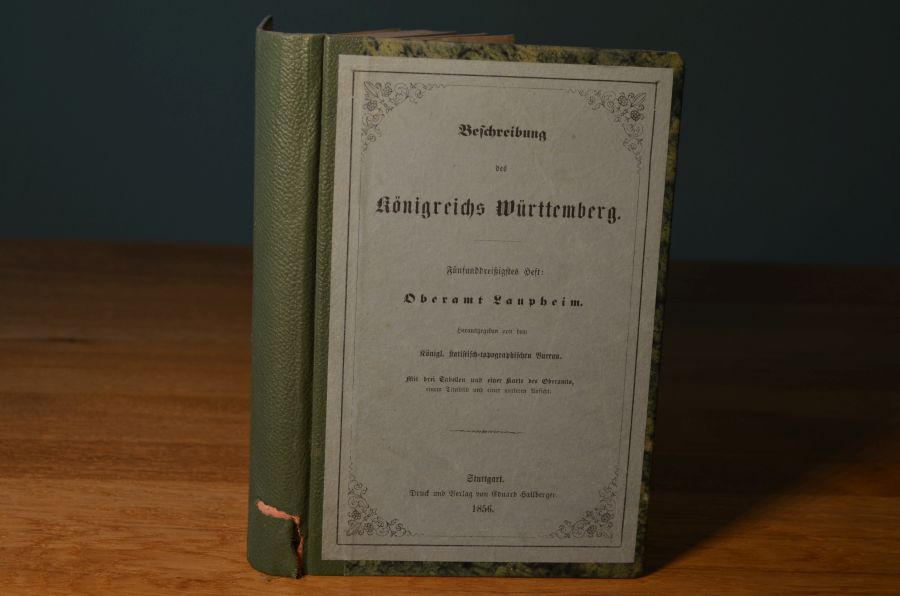 Beschreibung
des
Königreichs Württemberg.
Fünfunddreißigstes Heft:
Oberamt Laupheim.
Herausgegeben von dem
Königl. statistisch-topographischen Bureau.
Mit drei Tabellen und einer Karte des Oberamts,
einem Titelbild und einer weiteren Ansicht.
Stuttgart.
Druck und Verlag von Eduard Hallberger.
1856.